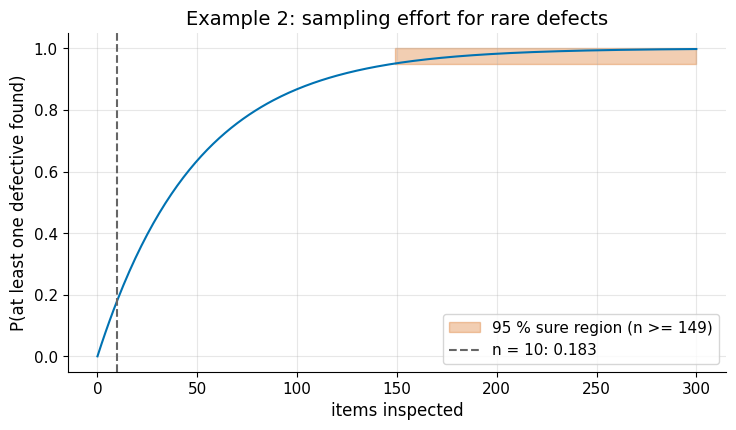 Example 2: sampling effort for rare defects
P(at least one defective found)
1.0
0.8
0.6
0.4
0.2
0.0
95 % sure region (n >= 149)
n = 10: 0.183
0 50 100 150 200 250 300
items inspected